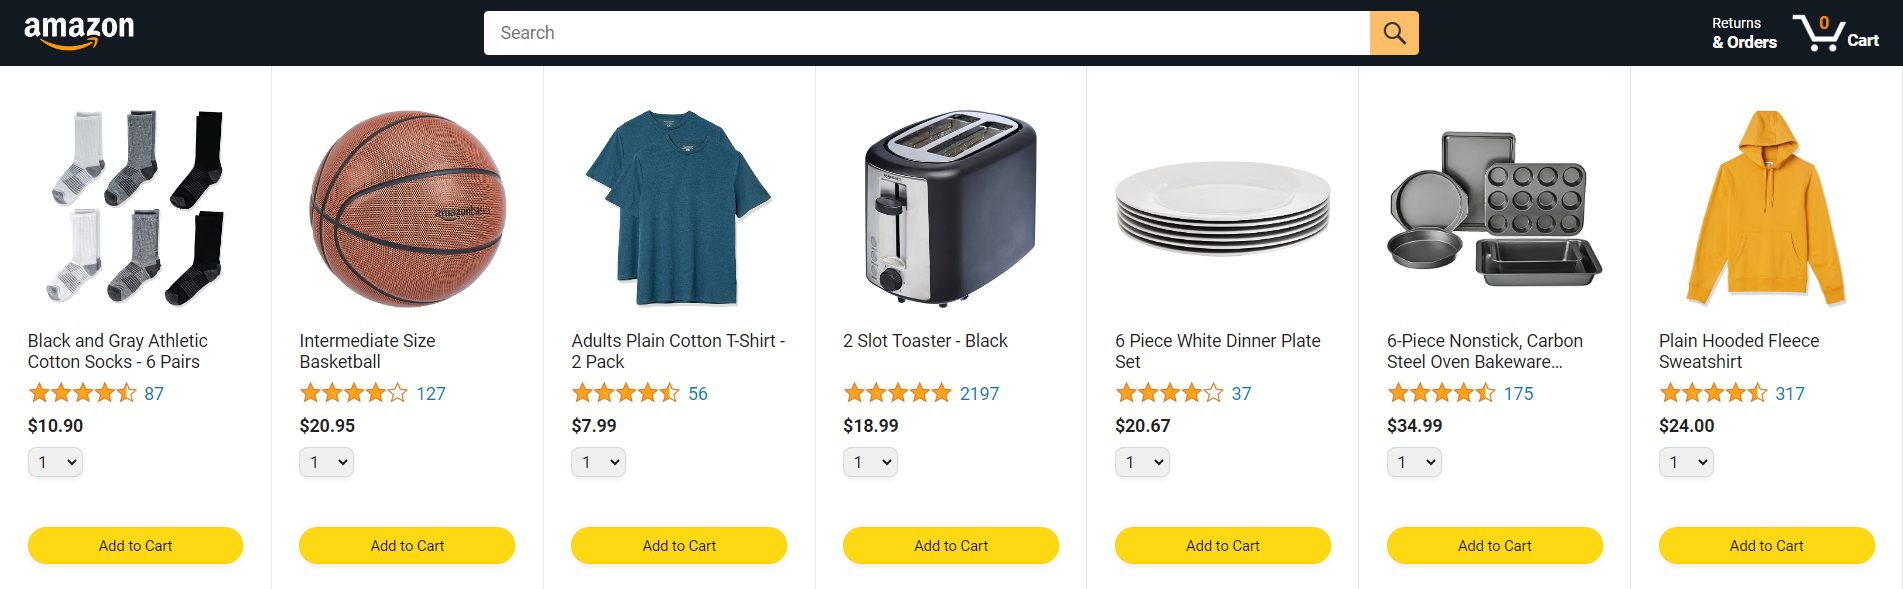 amazon
Search
Returns
& Orders
0
Cart
amazonbasics
Black and Gray Athletic
Cotton Socks - 6 Pairs
87
$10.90
1
Add to Cart
Intermediate Size
Basketball
127
$20.95
1
Add to Cart
Adults Plain Cotton T-Shirt -
2 Pack
56
$7.99
1
Add to Cart
2 Slot Toaster - Black
2197
$18.99
1
Add to Cart
6 Piece White Dinner Plate
Set
37
$20.67
1
Add to Cart
6-Piece Nonstick, Carbon
Steel Oven Bakeware...
175
$34.99
1
Add to Cart
Plain Hooded Fleece
Sweatshirt
317
$24.00
1
Add to Cart